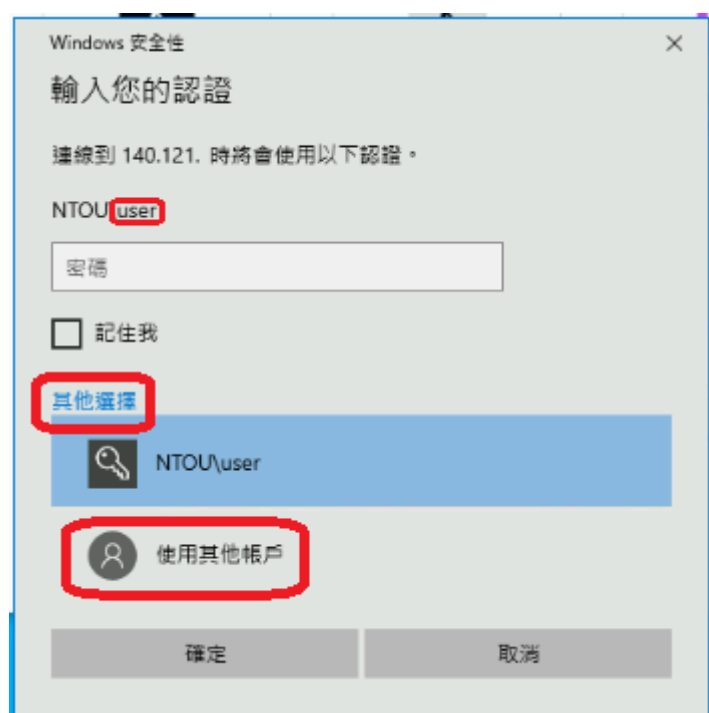 Windows 安全性
輸入您的認證
連線到 140.121. 時將會使用以下認證。
NTOU\user
密碼
記住我
其他選擇
NTOU\user
使用其他帳戶
確定 取消